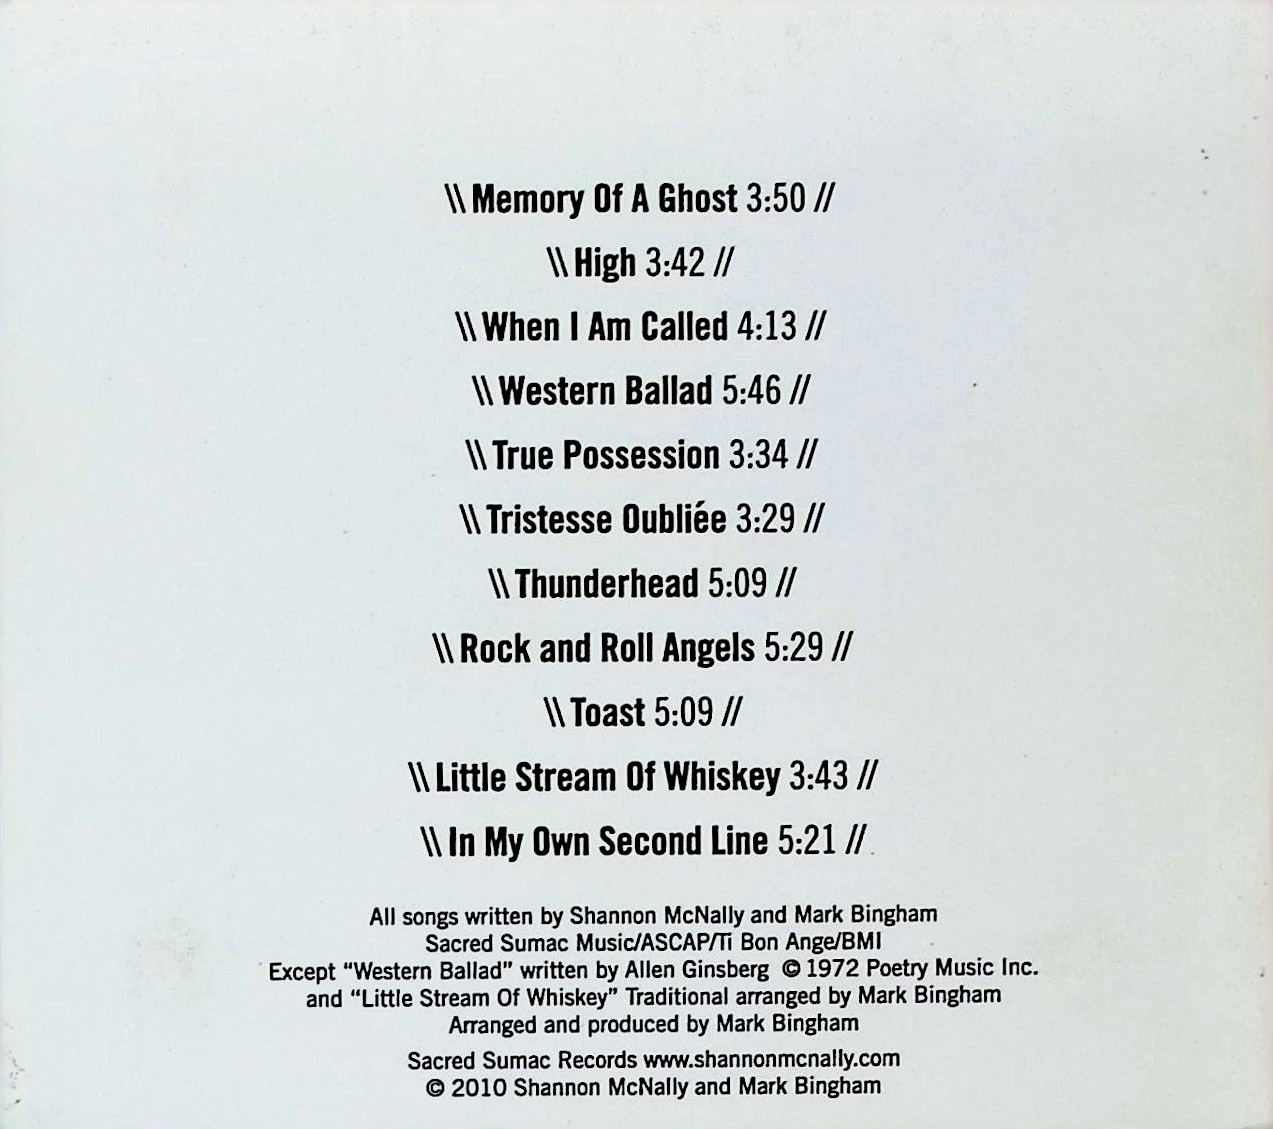 \\ Memory Of A Ghost 3:50 //
\\ High 3:42 //
\\ When I Am Called 4:13 //
\\ Western Ballad 5:46 //
\\ True Possession 3:34 //
\\ Tristesse Oubliée 3:29 //
\\ Thunderhead 5:09 //
\\ Rock and Roll Angels 5:29 //
\\ Toast 5:09 //
\\ Little Stream Of Whiskey 3:43 //
\\ In My Own Second Line 5:21 //
All songs written by Shannon McNally and Mark Bingham
Sacred Sumac Music/ASCAP/Ti Bon Ange/BMI
Except “Western Ballad” written by Allen Ginsberg © 1972 Poetry Music Inc.
and “Little Stream Of Whiskey” Traditional arranged by Mark Bingham
Arranged and produced by Mark Bingham
Sacred Sumac Records www.shannonmcnally.com
© 2010 Shannon McNally and Mark Bingham